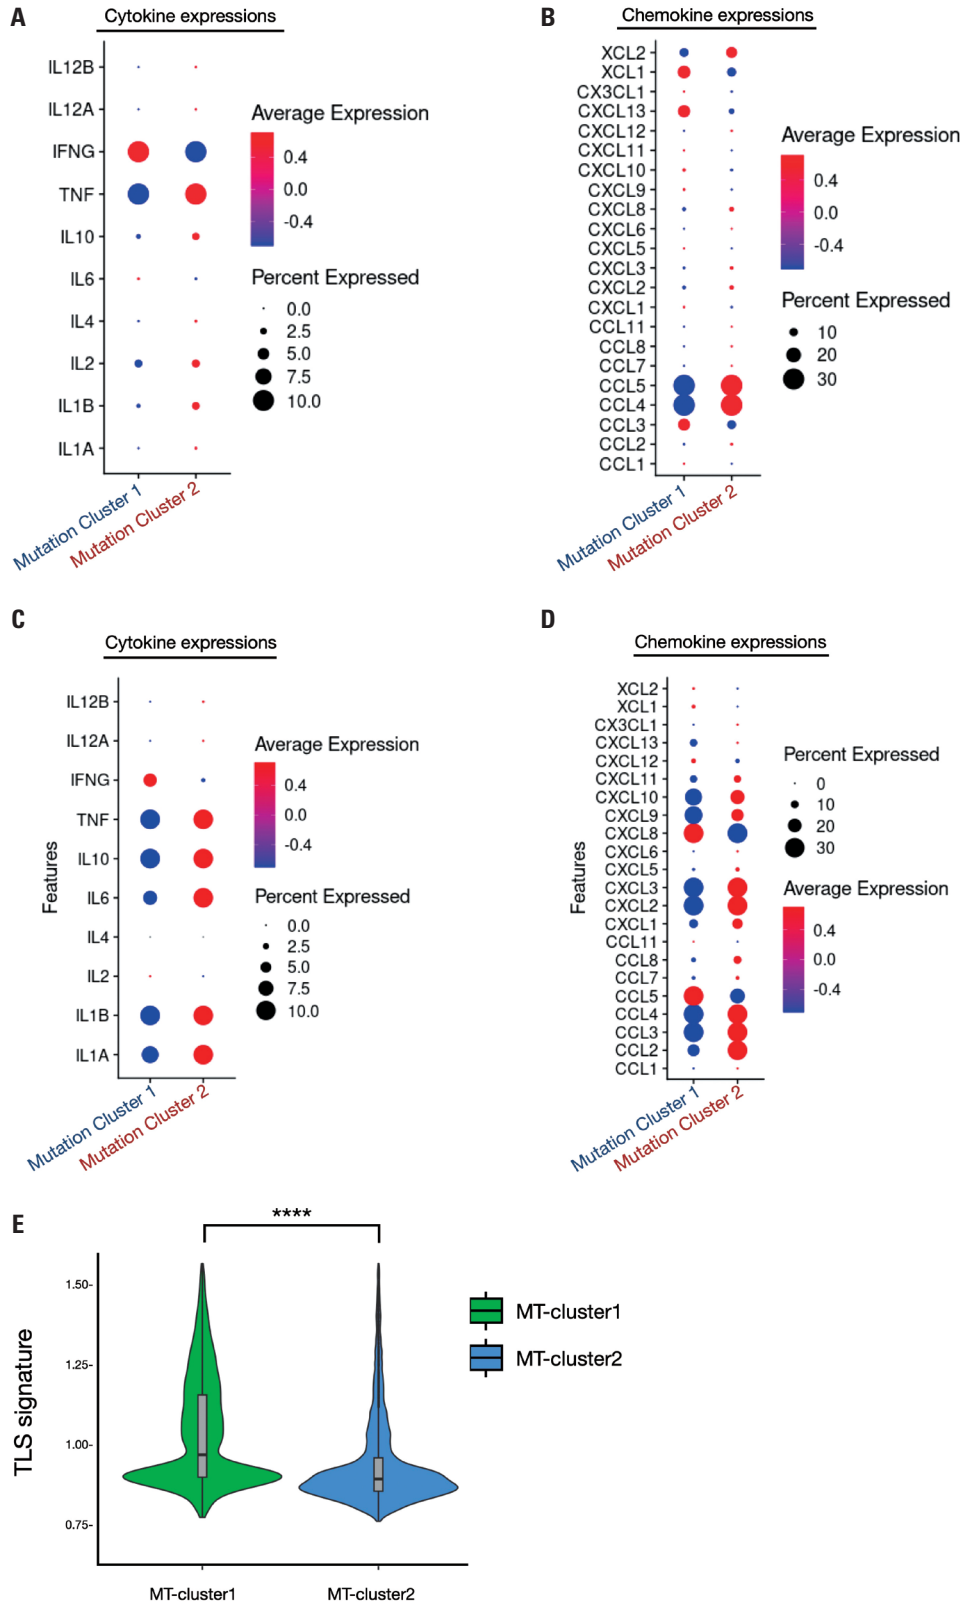 A
Cytokine expressions
IL12B
IL12A
IFNG
TNF
IL10
IL6
IL4
IL2
IL1B
IL1A
Mutation Cluster 1
Mutation Cluster 2
Average Expression
0.4
0.0
-0.4
Percent Expressed
0.0
2.5
5.0
7.5
10.0
B
Chemokine expressions
XCL2
XCL1
CX3CL1
CXCL13
CXCL12
CXCL11
CXCL10
CXCL9
CXCL8
CXCL6
CXCL5
CXCL3
CXCL2
CXCL1
CCL11
CCL8
CCL7
CCL5
CCL4
CCL3
CCL2
CCL1
Mutation Cluster 1
Mutation Cluster 2
Average Expression
0.4
0.0
-0.4
Percent Expressed
10
20
30
C
Cytokine expressions
Features
IL12B
IL12A
IFNG
TNF
IL10
IL6
IL4
IL2
IL1B
IL1A
Mutation Cluster 1
Mutation Cluster 2
Average Expression
0.4
0.0
-0.4
Percent Expressed
0.0
2.5
5.0
7.5
10.0
D
Chemokine expressions
Features
XCL2
XCL1
CX3CL1
CXCL13
CXCL12
CXCL11
CXCL10
CXCL9
CXCL8
CXCL6
CXCL5
CXCL3
CXCL2
CXCL1
CCL11
CCL8
CCL7
CCL5
CCL4
CCL3
CCL2
CCL1
Mutation Cluster 1
Mutation Cluster 2
Percent Expressed
0
10
20
30
Average Expression
0.4
0.0
-0.4
E
****
TLS signature
1.50-
1.25-
1.00-
0.75-
MT-cluster1
MT-cluster2
MT-cluster1
MT-cluster2